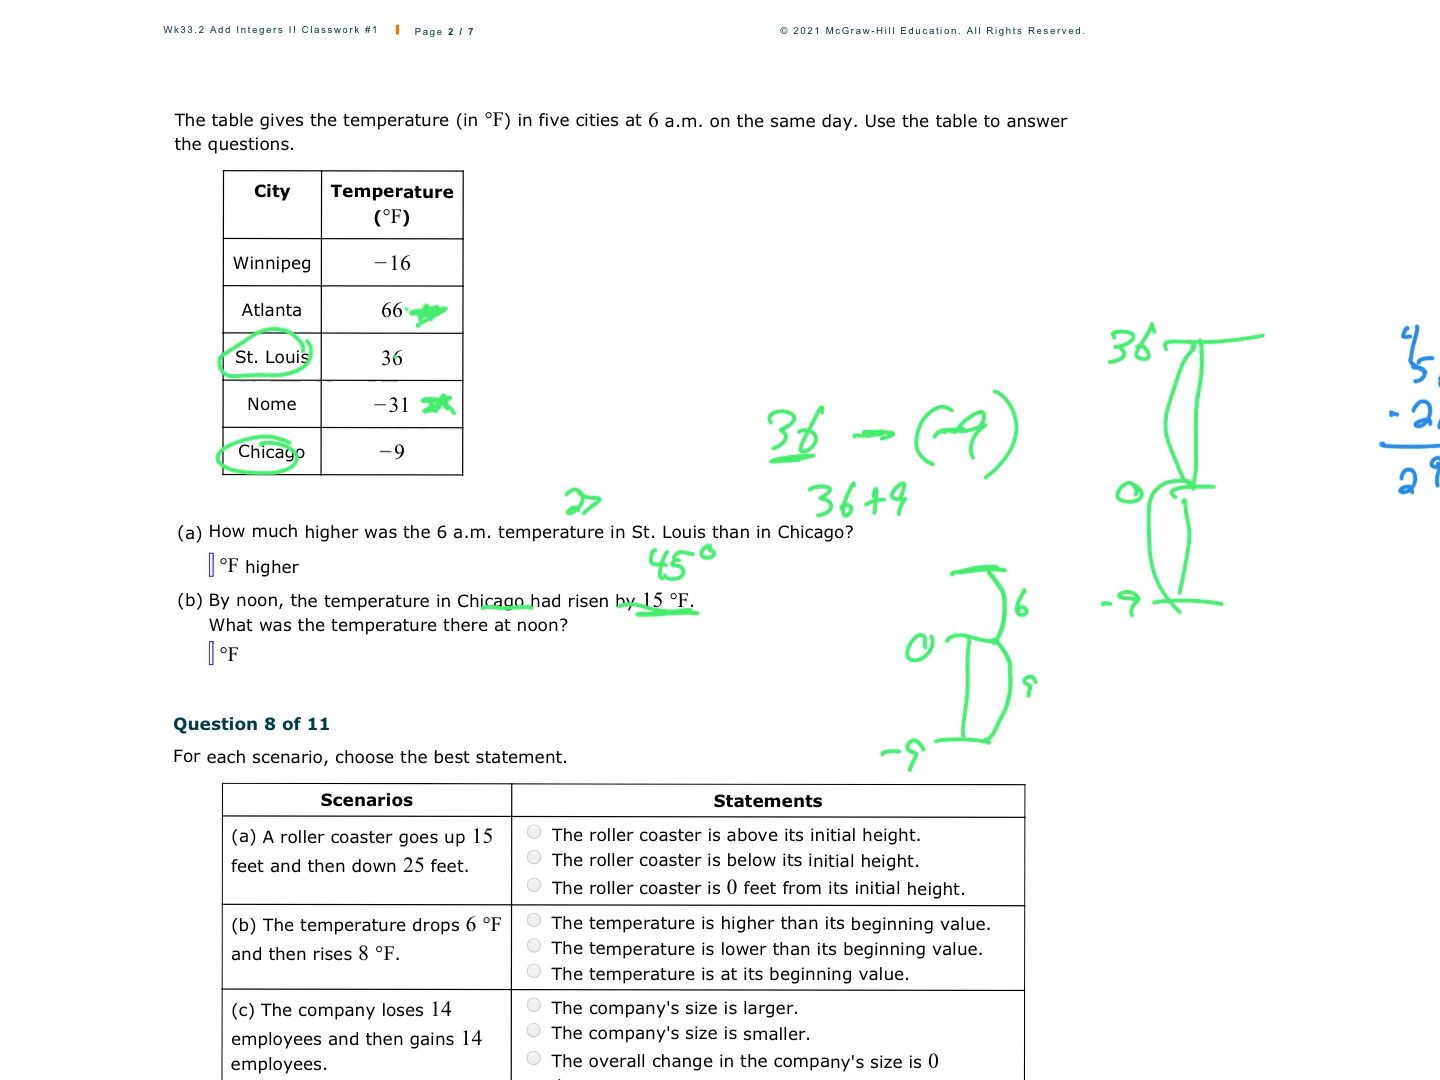 Wk33.2 Add Integers II Classwork #1 Page 2 / 7 © 2021 McGraw-Hill Education. All Rights Reserved.
The table gives the temperature (in °F) in five cities at 6 a.m. on the same day. Use the table to answer
the questions.
City Temperature
(°F)
Winnipeg −16
Atlanta 66
St. Louis 36
Nome −31
Chicago −9
36 − (−9)
36+9
27
(a) How much higher was the 6 a.m. temperature in St. Louis than in Chicago?
45°
°F higher
(b) By noon, the temperature in Chicago had risen by 15 °F.
What was the temperature there at noon?
°F
36
0
-9
6
0
9
-9
4
5
- 2
29
Question 8 of 11
For each scenario, choose the best statement.
Scenarios Statements
(a) A roller coaster goes up 15
feet and then down 25 feet.
The roller coaster is above its initial height.
The roller coaster is below its initial height.
The roller coaster is 0 feet from its initial height.
(b) The temperature drops 6 °F
and then rises 8 °F.
The temperature is higher than its beginning value.
The temperature is lower than its beginning value.
The temperature is at its beginning value.
(c) The company loses 14
employees and then gains 14
employees.
The company's size is larger.
The company's size is smaller.
The overall change in the company's size is 0